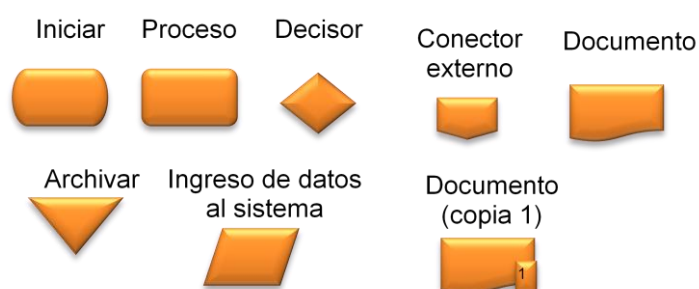 Iniciar
Proceso
Decisor
Conector
externo
Documento
Archivar
Ingreso de datos
al sistema
Documento
(copia 1)
1